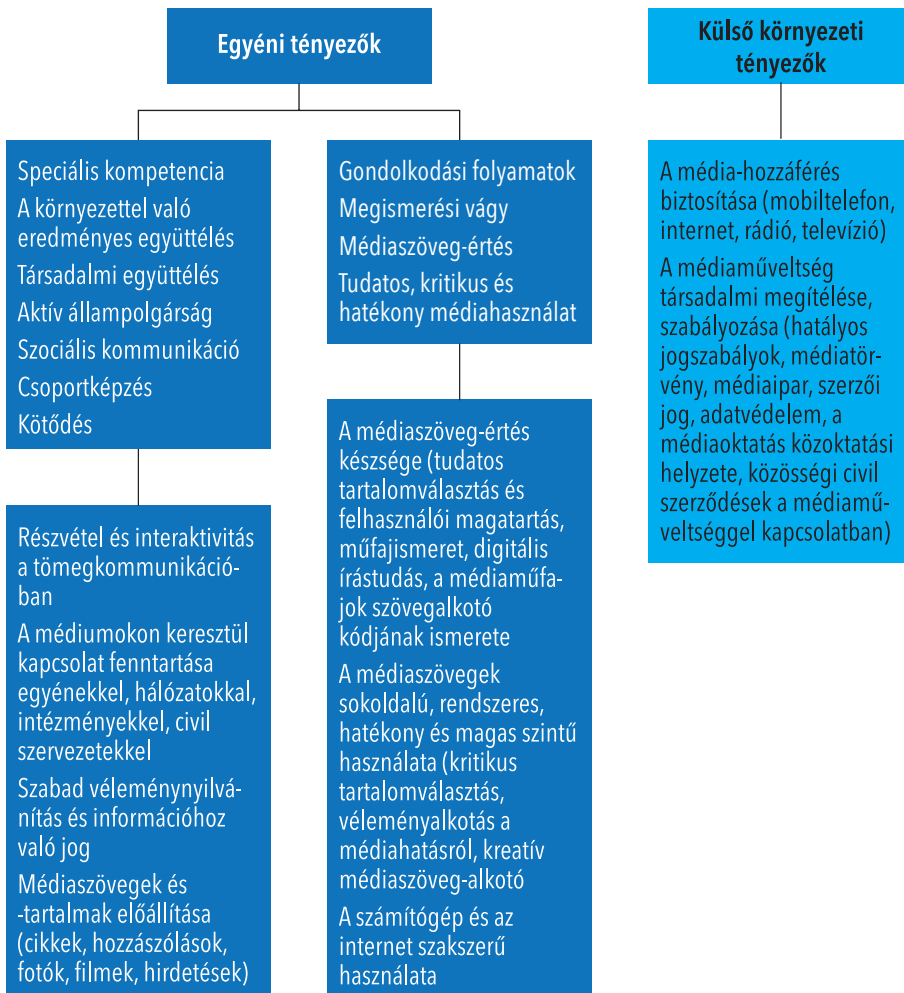 Egyéni tényezők
Speciális kompetencia
A környezettel való
eredményes együttélés
Társadalmi együttélés
Aktív állampolgárság
Szociális kommunikáció
Csoportképzés
Kötődés
Részvétel és interaktivitás
a tömegkommunikáció-
ban
A médiumokon keresztül
kapcsolat fenntartása
egyénekkel, hálózatokkal,
intézményekkel, civil
szervezetekkel
Szabad véleménynyilvá-
nítás és információhoz
való jog
Médiaszövegek és
-tartalmak előállítása
(cikkek, hozzászólások,
fotók, filmek, hirdetések)
Gondolkodási folyamatok
Megismerési vágy
Médiaszöveg-értés
Tudatos, kritikus és
hatékony médiahasználat
A médiaszöveg-értés
készsége (tudatos
tartalomválasztás és
felhasználói magatartás,
műfajismeret, digitális
írástudás, a médiaműfa-
jok szövegalkotó
kódjának ismerete
A médiaszövegek
sokoldalú, rendszeres,
hatékony és magas szintű
használata (kritikus
tartalomválasztás,
véleményalkotás a
médiahatásról, kreatív
médiaszöveg-alkotó
A számítógép és az
internet szakszerű
használata
Külső környezeti
tényezők
A média-hozzáférés
biztosítása (mobiltelefon,
internet, rádió, televízió)
A médiaműveltség
társadalmi megítélése,
szabályozása (hatályos
jogszabályok, médiatör-
vény, médiaipar, szerzői
jog, adatvédelem, a
médiaoktatás közoktatási
helyzete, közösségi civil
szerződések a médiamű-
veltséggel kapcsolatban)